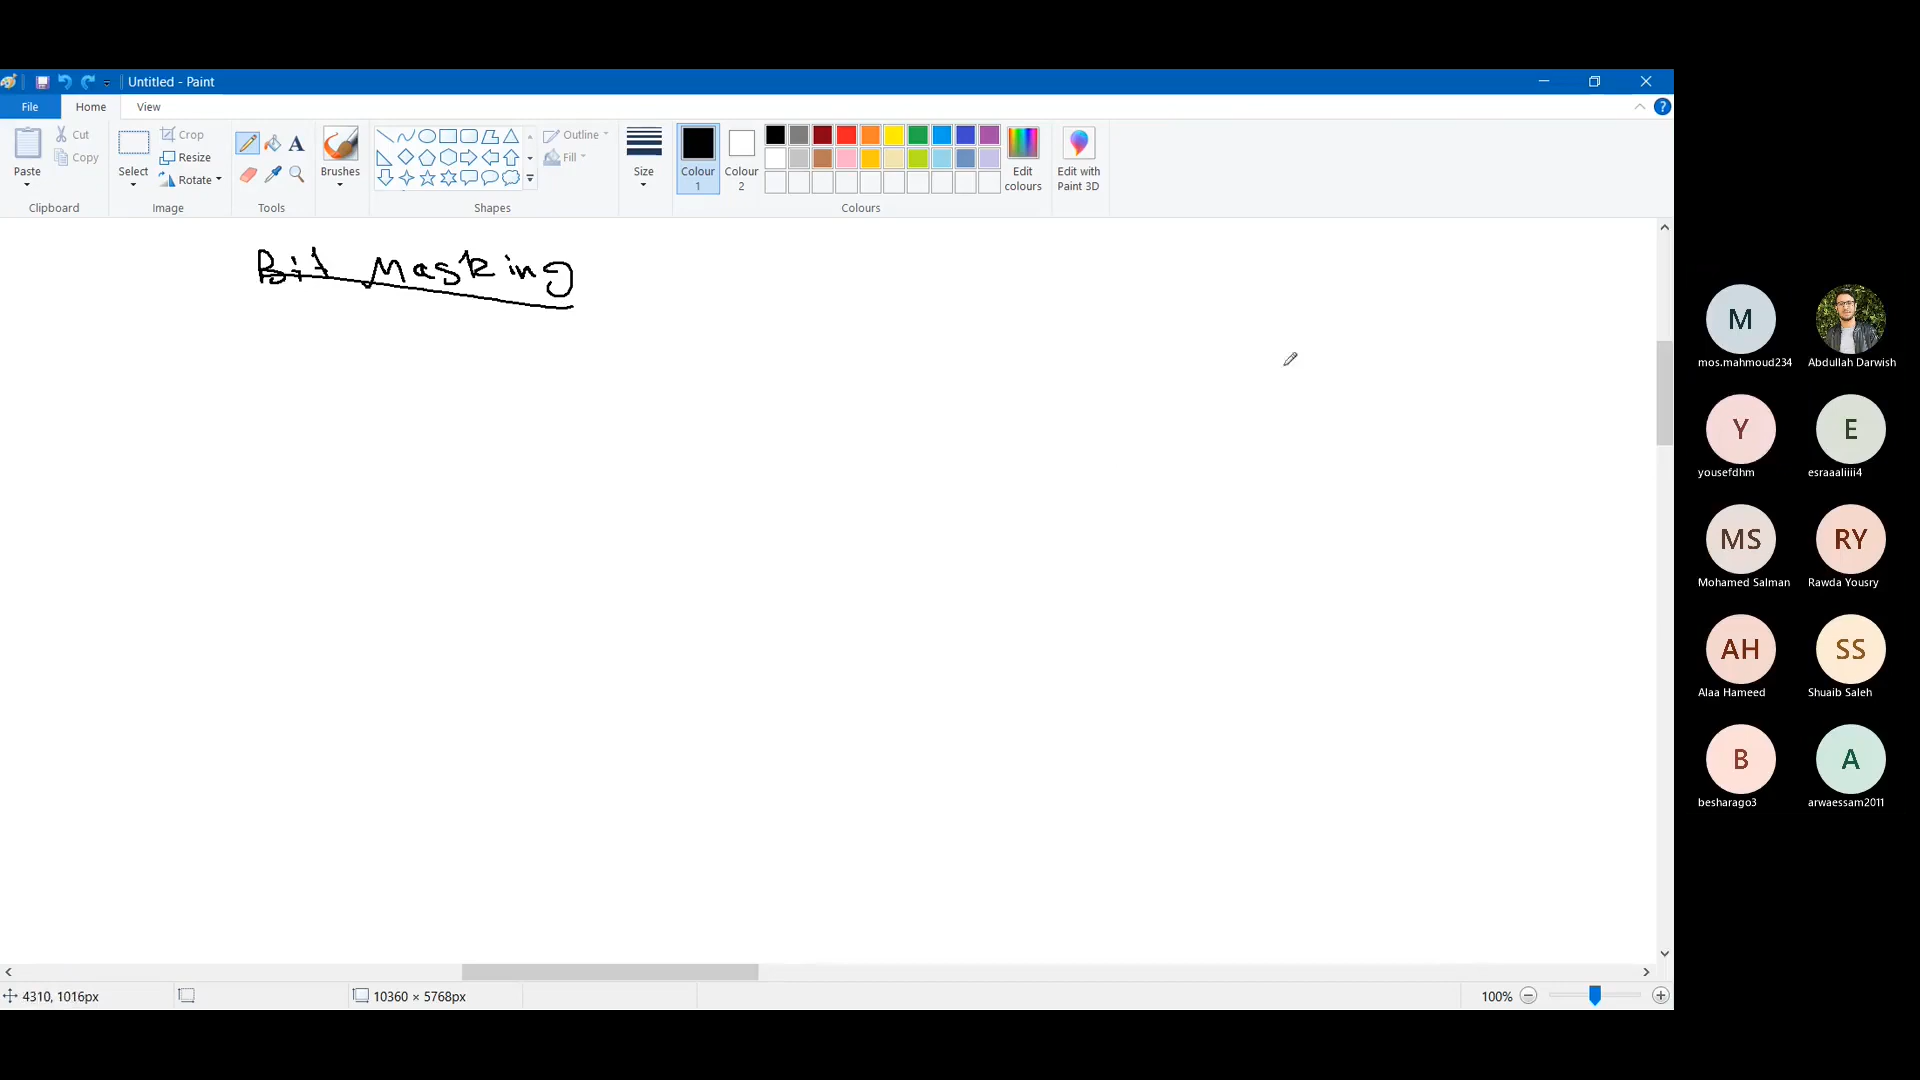 Untitled - Paint
File Home View
Paste
Cut
Copy
Clipboard
Select
Crop
Resize
Rotate
Image
Tools
Brushes
Shapes
Outline
Fill
Size
Colour 1
Colour 2
Edit colours
Colours
Edit with Paint 3D
Bit Masking
4310, 1016px
10360 × 5768px
100%
M
mos.mahmoud234
Abdullah Darwish
Y
yousefdhm
E
esraaaliiii4
MS
Mohamed Salman
RY
Rawda Yousry
AH
Alaa Hameed
SS
Shuaib Saleh
B
besharago3
A
arwaessam2011